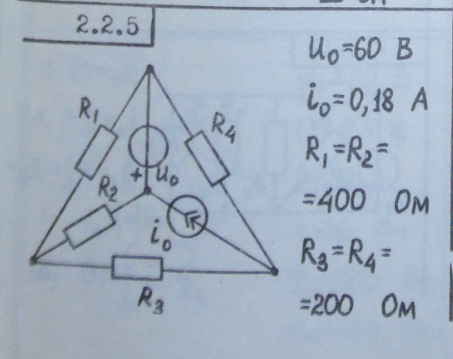 2.2.5
U₀=60 В
i₀=0,18 А
R₁=R₂=
=400 Ом
R₃=R₄=
=200 Ом
R₁
R₄
R₂
+
u₀
i₀
R₃